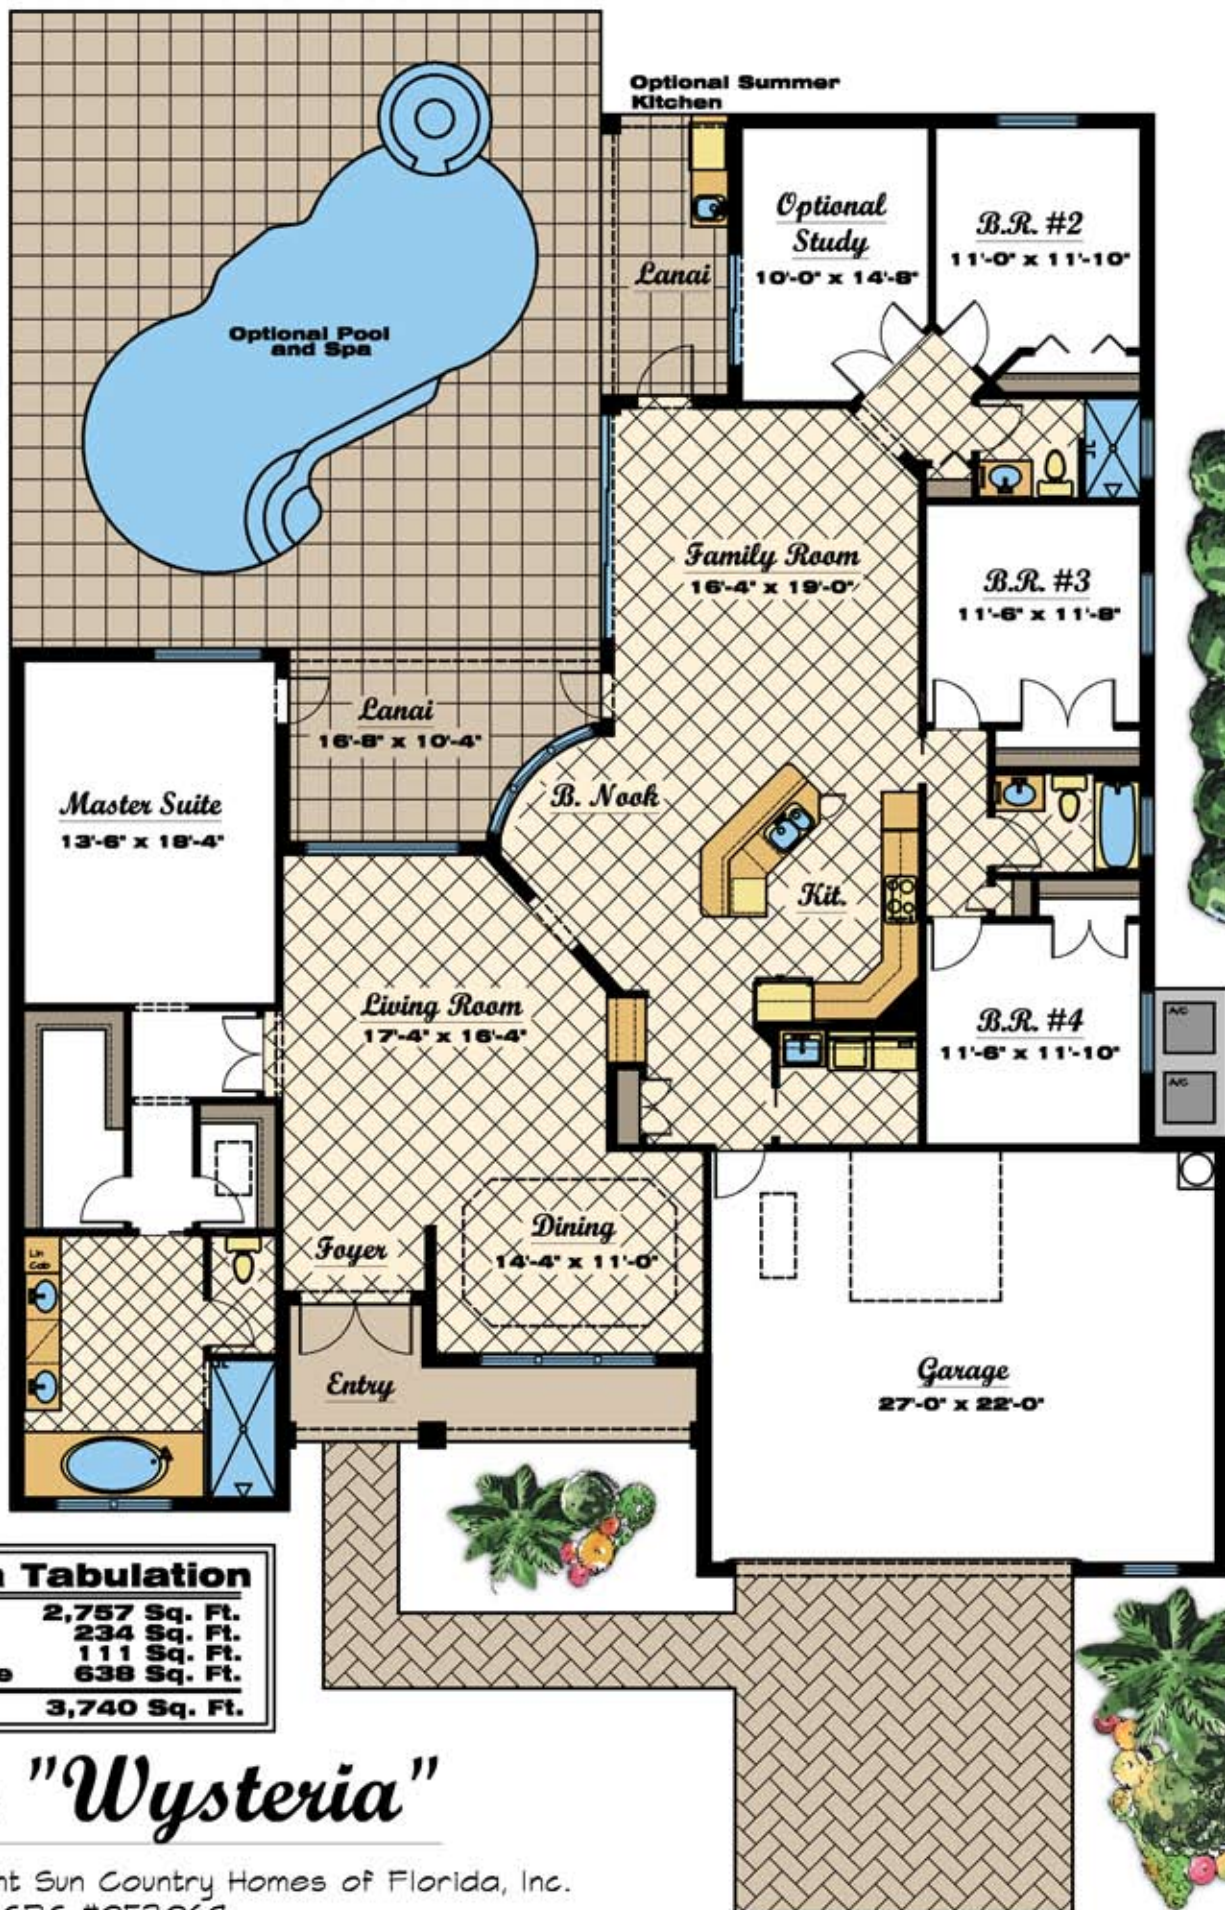 Optional Summer
Kitchen
Optional
Study
10'-0" x 14'-8"
B.R. #2
11'-0" x 11'-10"
Lanai
Optional Pool
and Spa
Family Room
16'-4" x 19'-0"
B.R. #3
11'-6" x 11'-8"
Lanai
16'-8" x 10'-4"
B. Nook
Master Suite
13'-6" x 18'-4"
Kit.
Living Room
17'-4" x 16'-4"
B.R. #4
11'-6" x 11'-10"
A/C
A/C
Dining
14'-4" x 11'-0"
Foyer
Lin
Cab
Entry
Garage
27'-0" x 22'-0"
Tabulation
2,757 Sq. Ft.
234 Sq. Ft.
111 Sq. Ft.
638 Sq. Ft.
3,740 Sq. Ft.
"Wysteria"
Sun Country Homes of Florida, Inc.